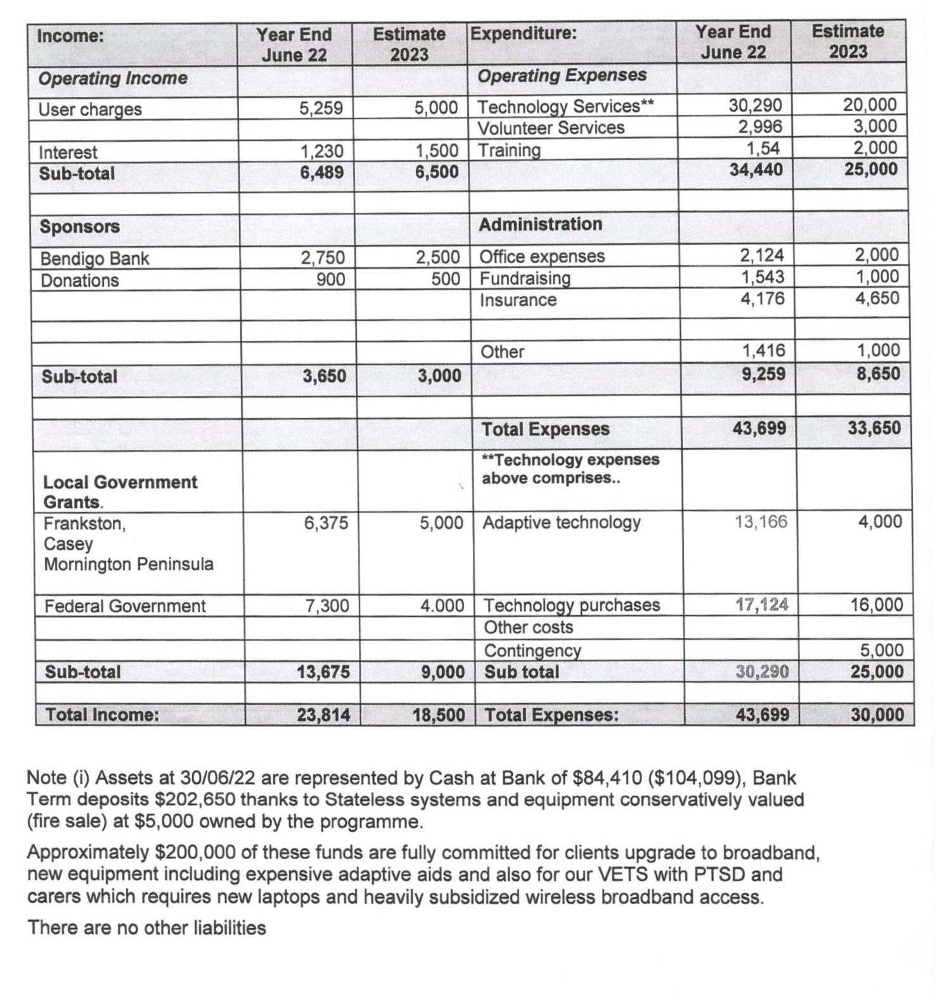 Income: Year End Estimate Expenditure: Year End Estimate
June 22 2023 June 22 2023
Operating Income Operating Expenses
User charges 5,259 5,000 Technology Services** 30,290 20,000
Volunteer Services 2,996 3,000
Interest 1,230 1,500 Training 1,54 2,000
Sub-total 6,489 6,500 34,440 25,000
Sponsors Administration
Bendigo Bank 2,750 2,500 Office expenses 2,124 2,000
Donations 900 500 Fundraising 1,543 1,000
Insurance 4,176 4,650
Other 1,416 1,000
Sub-total 3,650 3,000 9,259 8,650
Total Expenses 43,699 33,650
**Technology expenses
above comprises..
Local Government
Grants.
Frankston, 6,375 5,000 Adaptive technology 13,166 4,000
Casey
Mornington Peninsula
Federal Government 7,300 4.000 Technology purchases 17,124 16,000
Other costs
Contingency 5,000
Sub-total 13,675 9,000 Sub total 30,290 25,000
Total Income: 23,814 18,500 Total Expenses: 43,699 30,000
Note (i) Assets at 30/06/22 are represented by Cash at Bank of $84,410 ($104,099), Bank
Term deposits $202,650 thanks to Stateless systems and equipment conservatively valued
(fire sale) at $5,000 owned by the programme.
Approximately $200,000 of these funds are fully committed for clients upgrade to broadband,
new equipment including expensive adaptive aids and also for our VETS with PTSD and
carers which requires new laptops and heavily subsidized wireless broadband access.
There are no other liabilities